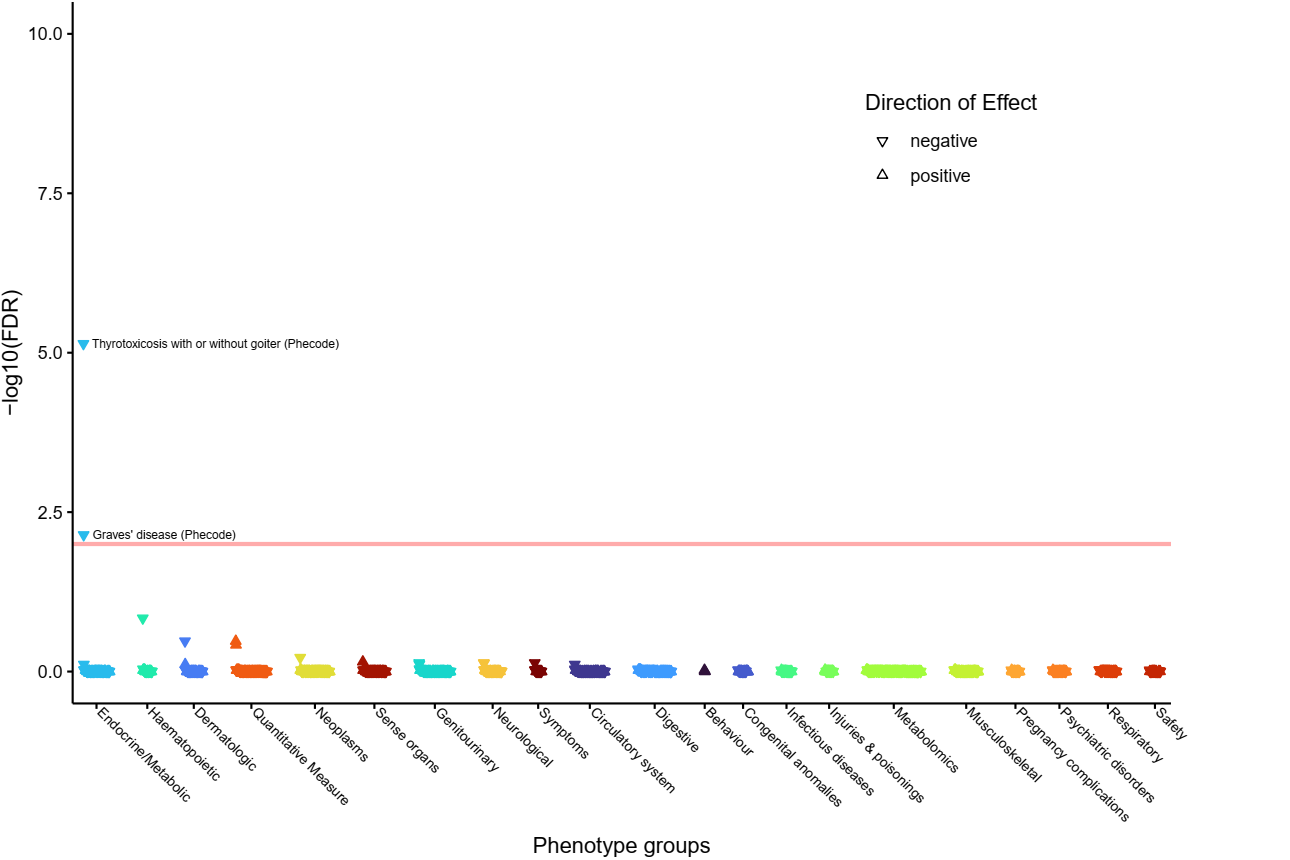 10.0
Direction of Effect
negative
positive
7.5
−log10(FDR)
5.0
Thyrotoxicosis with or without goiter (Phecode)
2.5
Graves' disease (Phecode)
0.0
Endocrine/Metabolic
Haematopoietic
Dermatologic
Quantitative Measure
Neoplasms
Sense organs
Genitourinary
Neurological
Symptoms
Circulatory system
Digestive
Behaviour
Congenital anomalies
Infectious diseases
Injuries & poisonings
Metabolomics
Musculoskeletal
Pregnancy complications
Psychiatric disorders
Respiratory
Safety
Phenotype groups